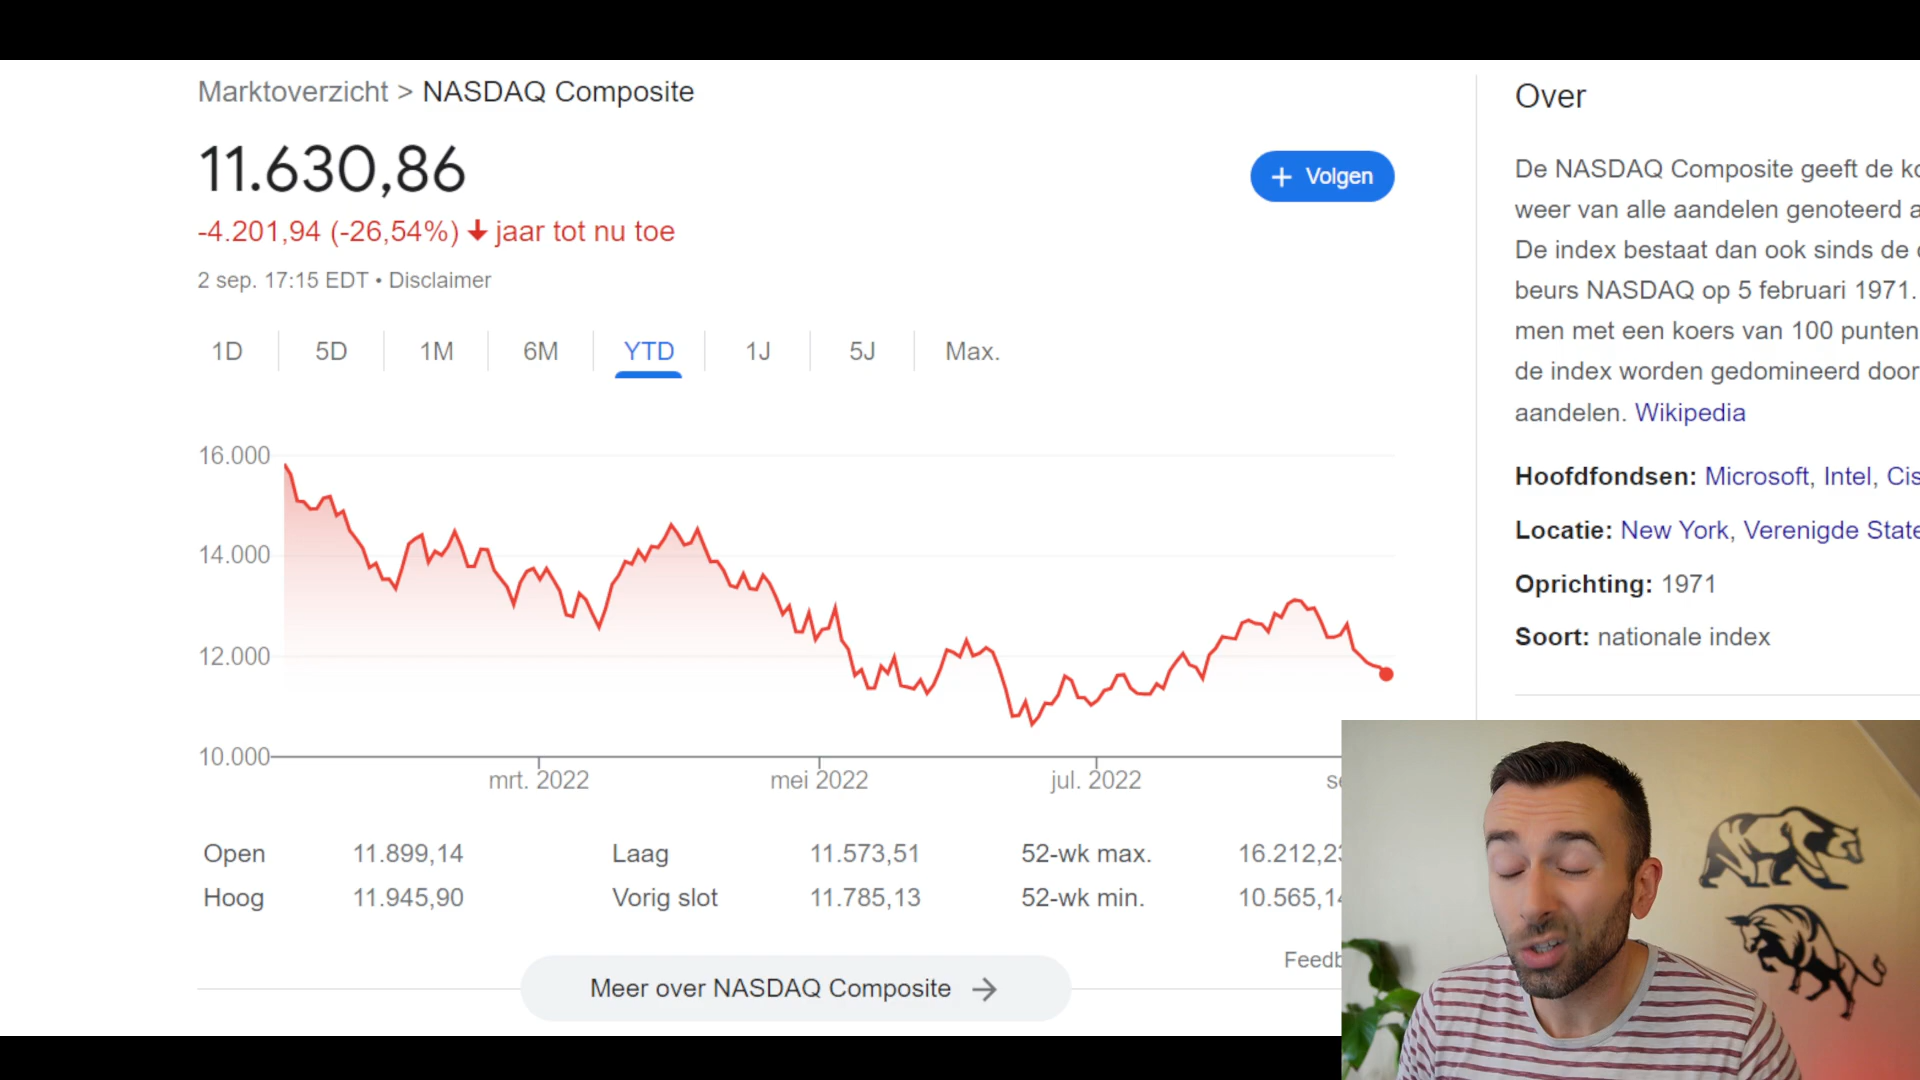 Marktoverzicht > NASDAQ Composite
11.630,86
-4.201,94 (-26,54%) ↓ jaar tot nu toe
2 sep. 17:15 EDT • Disclaimer
+ Volgen
1D 5D 1M 6M YTD 1J 5J Max.
16.000
14.000
12.000
10.000
mrt. 2022 mei 2022 jul. 2022
Open 11.899,14 Laag 11.573,51 52-wk max. 16.212,23
Hoog 11.945,90 Vorig slot 11.785,13 52-wk min. 10.565,14
Meer over NASDAQ Composite →
Over
De NASDAQ Composite geeft de
weer van alle aandelen genoteerd
De index bestaat dan ook sinds de
beurs NASDAQ op 5 februari 1971.
men met een koers van 100 punten
de index worden gedomineerd door
aandelen. Wikipedia
Hoofdfondsen: Microsoft, Intel,
Locatie: New York, Verenigde
Oprichting: 1971
Soort: nationale index